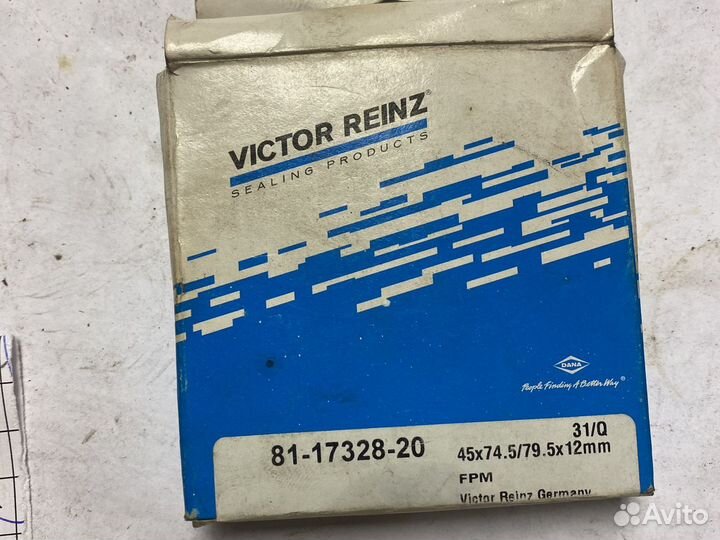 VICTOR REINZ®
SEALING PRODUCTS
DANA
People Finding A Better Way®
31/Q
81-17328-20
45x74.5/79.5x12mm
FPM
Victor Reinz Germany
Avito